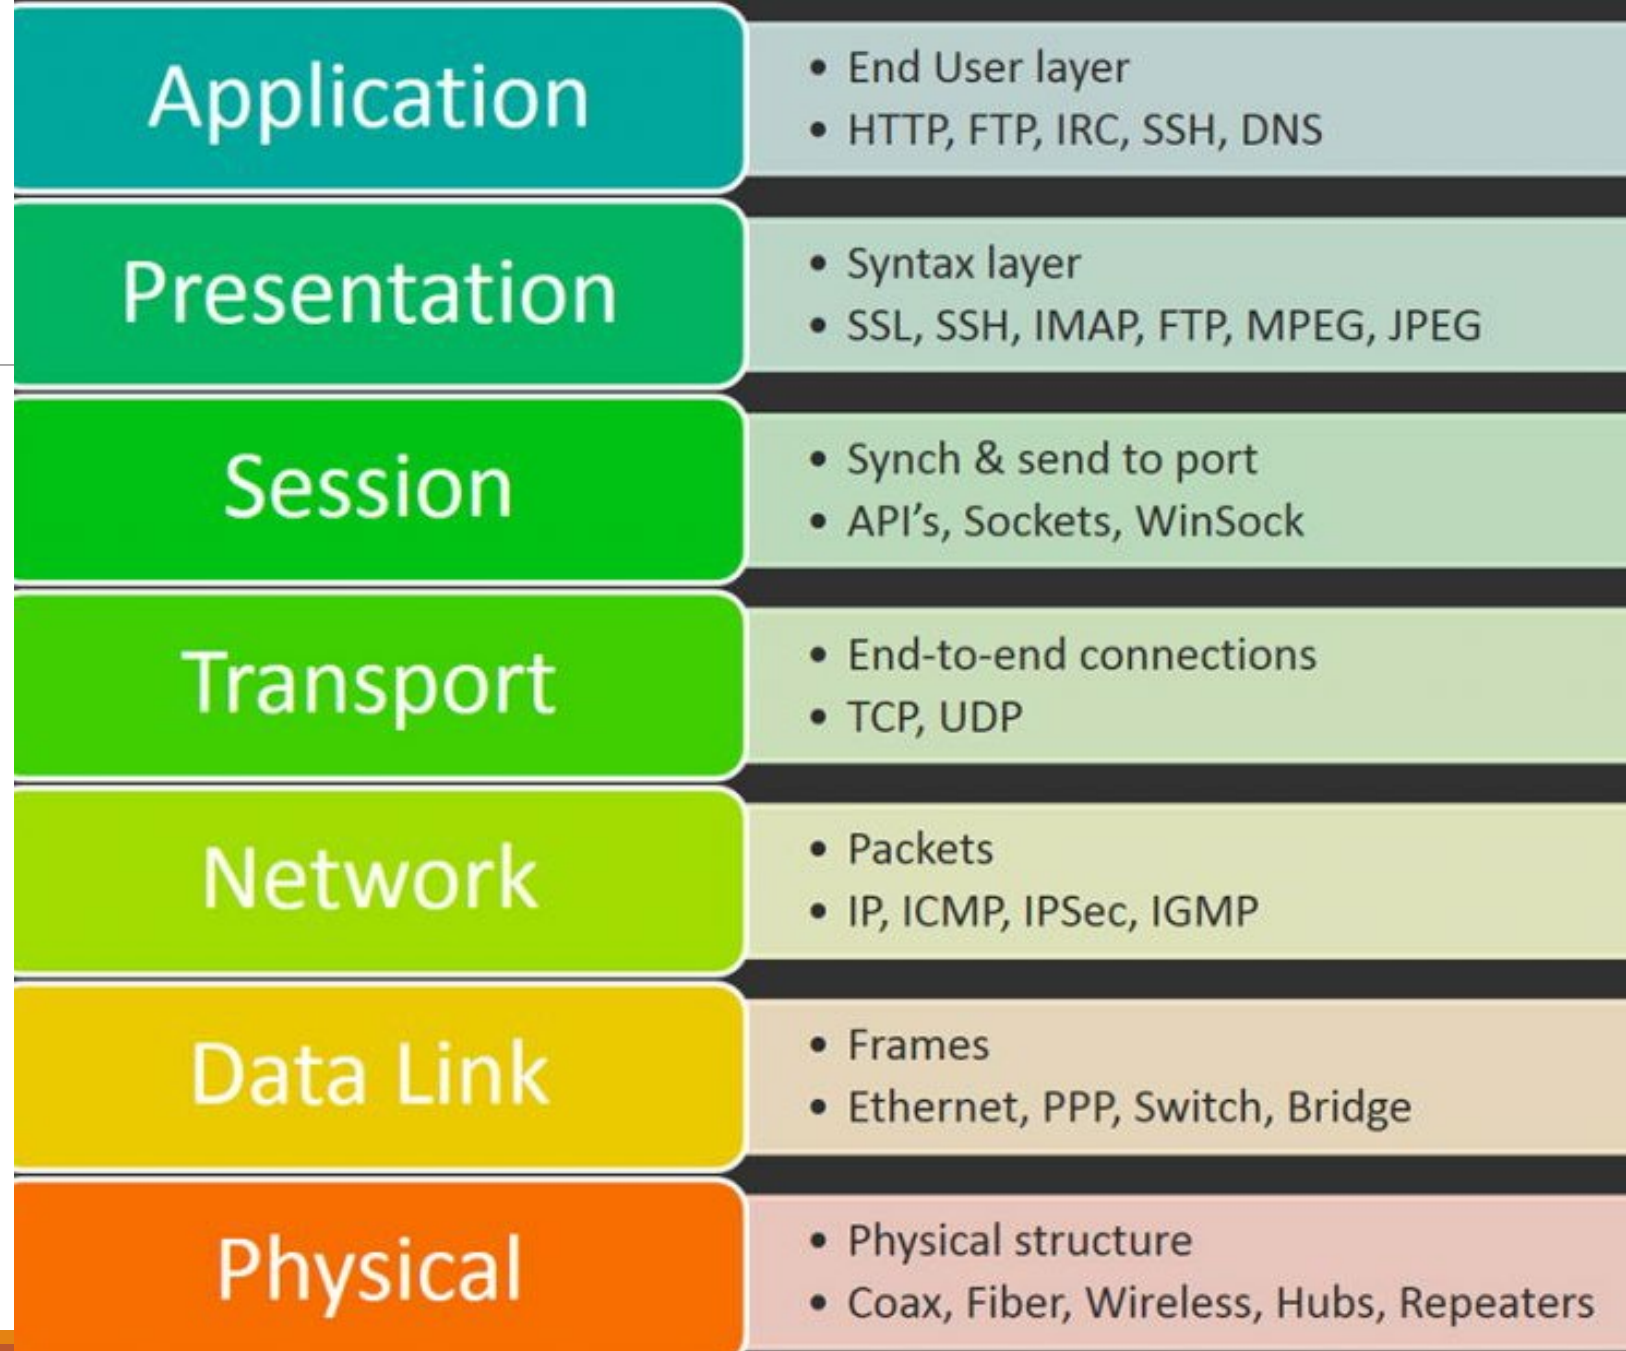 Application
• End User layer
• HTTP, FTP, IRC, SSH, DNS
Presentation
• Syntax layer
• SSL, SSH, IMAP, FTP, MPEG, JPEG
Session
• Synch & send to port
• API’s, Sockets, WinSock
Transport
• End-to-end connections
• TCP, UDP
Network
• Packets
• IP, ICMP, IPSec, IGMP
Data Link
• Frames
• Ethernet, PPP, Switch, Bridge
Physical
• Physical structure
• Coax, Fiber, Wireless, Hubs, Repeaters